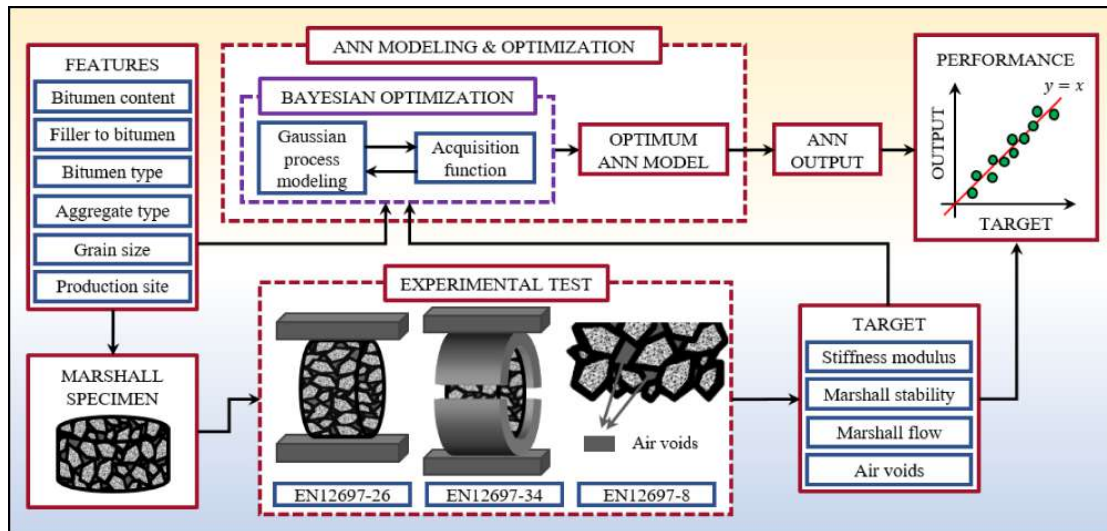 FEATURES
Bitumen content
Filler to bitumen
Bitumen type
Aggregate type
Grain size
Production site
MARSHALL
SPECIMEN
ANN MODELING & OPTIMIZATION
BAYESIAN OPTIMIZATION
Gaussian
process
modeling
Acquisition
function
OPTIMUM
ANN MODEL
ANN
OUTPUT
PERFORMANCE
y = x
OUTPUT
TARGET
EXPERIMENTAL TEST
Air voids
EN12697-26
EN12697-34
EN12697-8
TARGET
Stiffness modulus
Marshall stability
Marshall flow
Air voids